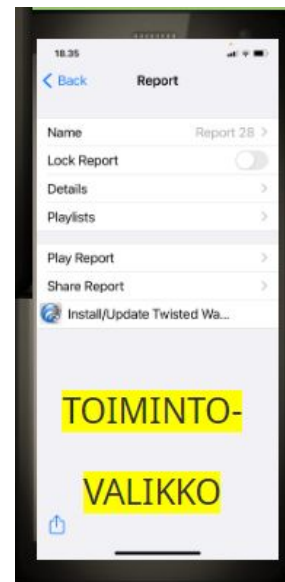 18.35
Back Report
Name Report 28
Lock Report
Details
Playlists
Play Report
Share Report
Install/Update Twisted Wa...
TOIMINTO-
VALIKKO